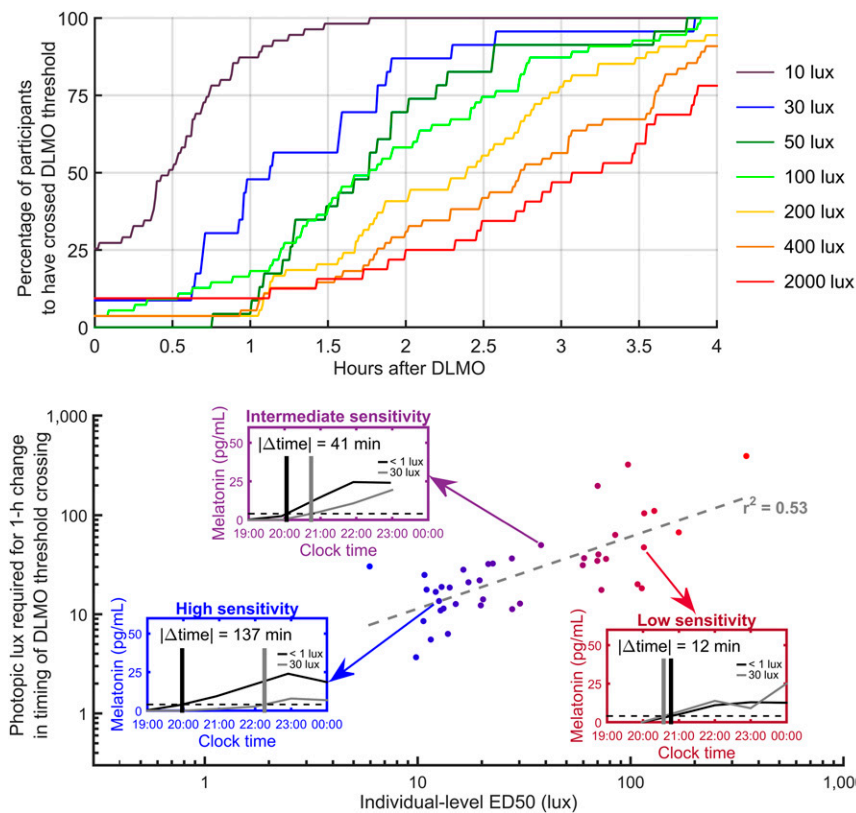 Percentage of participants
to have crossed DLMO threshold
100
75
50
25
0
0 0.5 1 1.5 2 2.5 3 3.5 4
Hours after DLMO
10 lux
30 lux
50 lux
100 lux
200 lux
400 lux
2000 lux
Photopic lux required for 1-h change
in timing of DLMO threshold crossing
1,000
100
10
1
1 10 100 1,00
Individual-level ED50 (lux)
r² = 0.53
Intermediate sensitivity
|Δtime| = 41 min
< 1 lux
30 lux
Melatonin (pg/mL)
50
25
0
19:00 20:00 21:00 22:00 23:00 00:00
Clock time
High sensitivity
|Δtime| = 137 min
< 1 lux
30 lux
Melatonin (pg/mL)
50
25
0
19:00 20:00 21:00 22:00 23:00 00:00
Clock time
Low sensitivity
|Δtime| = 12 min
< 1 lux
30 lux
Melatonin (pg/mL)
50
25
0
19:00 20:00 21:00 22:00 23:00 00:00
Clock time